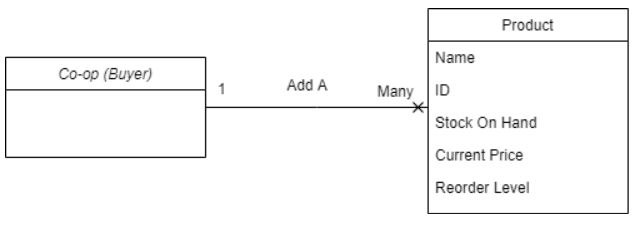 Co-op (Buyer)
1
Add A
Many
Product
Name
ID
Stock On Hand
Current Price
Reorder Level